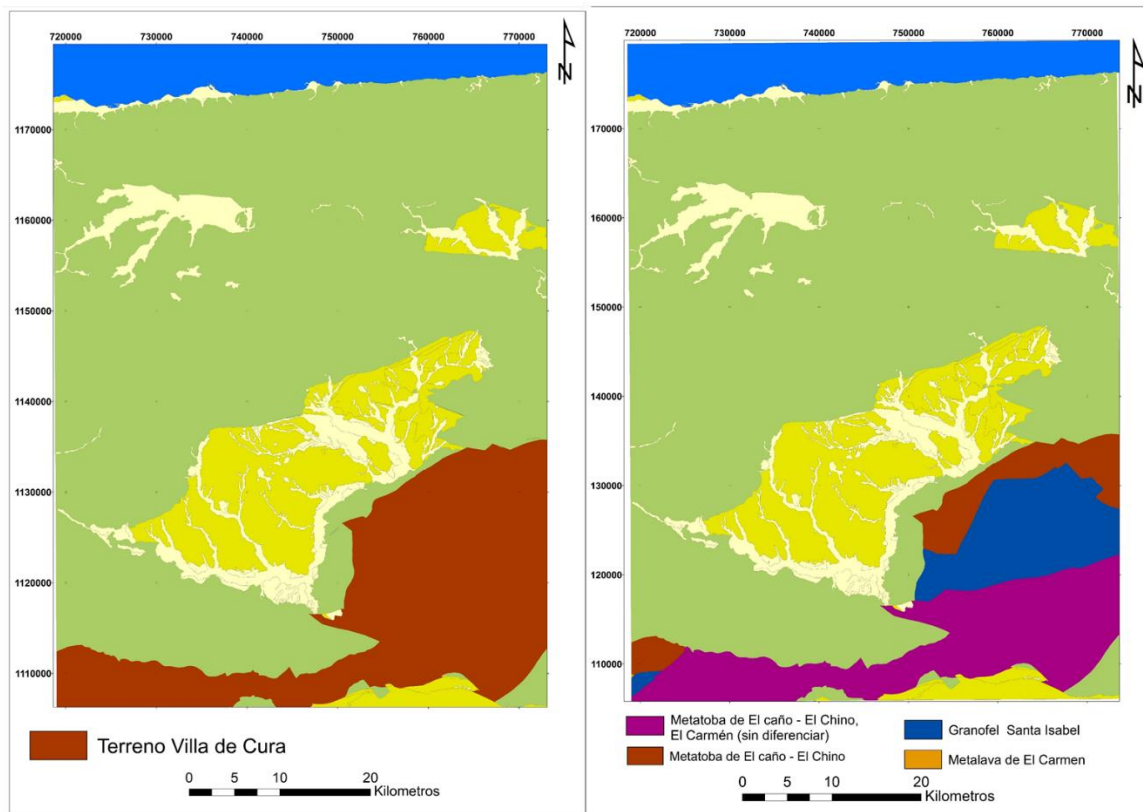 720000 730000 740000 750000 760000 770000
N
1170000
1160000
1150000
1140000
1130000
1120000
1110000
Terreno Villa de Cura
0 5 10 20
Kilometros
720000 730000 740000 750000 760000 770000
N
170000
160000
150000
140000
130000
120000
110000
Metatoba de El caño - El Chino,
El Carmén (sin diferenciar)
Metatoba de El caño - El Chino
Granofel Santa Isabel
Metalava de El Carmen
0 5 10 20
Kilometros